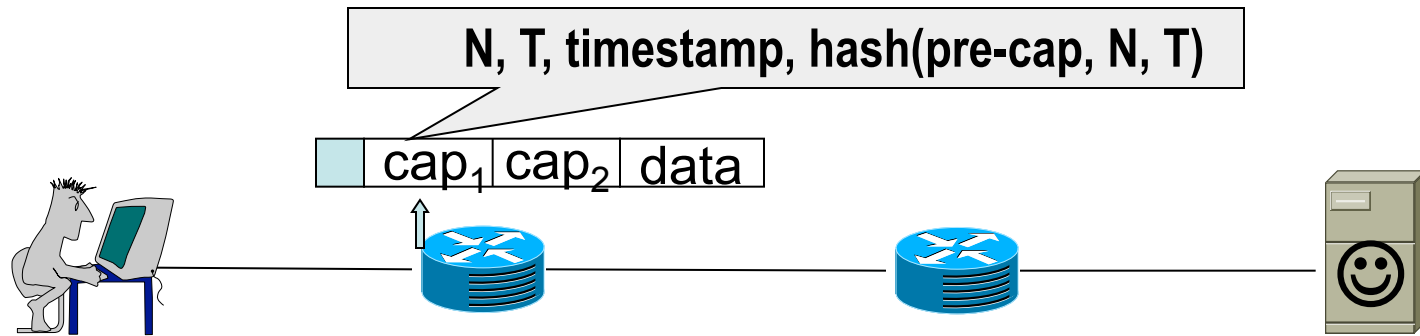 N, T, timestamp, hash(pre-cap, N, T)
cap₁ cap₂ data